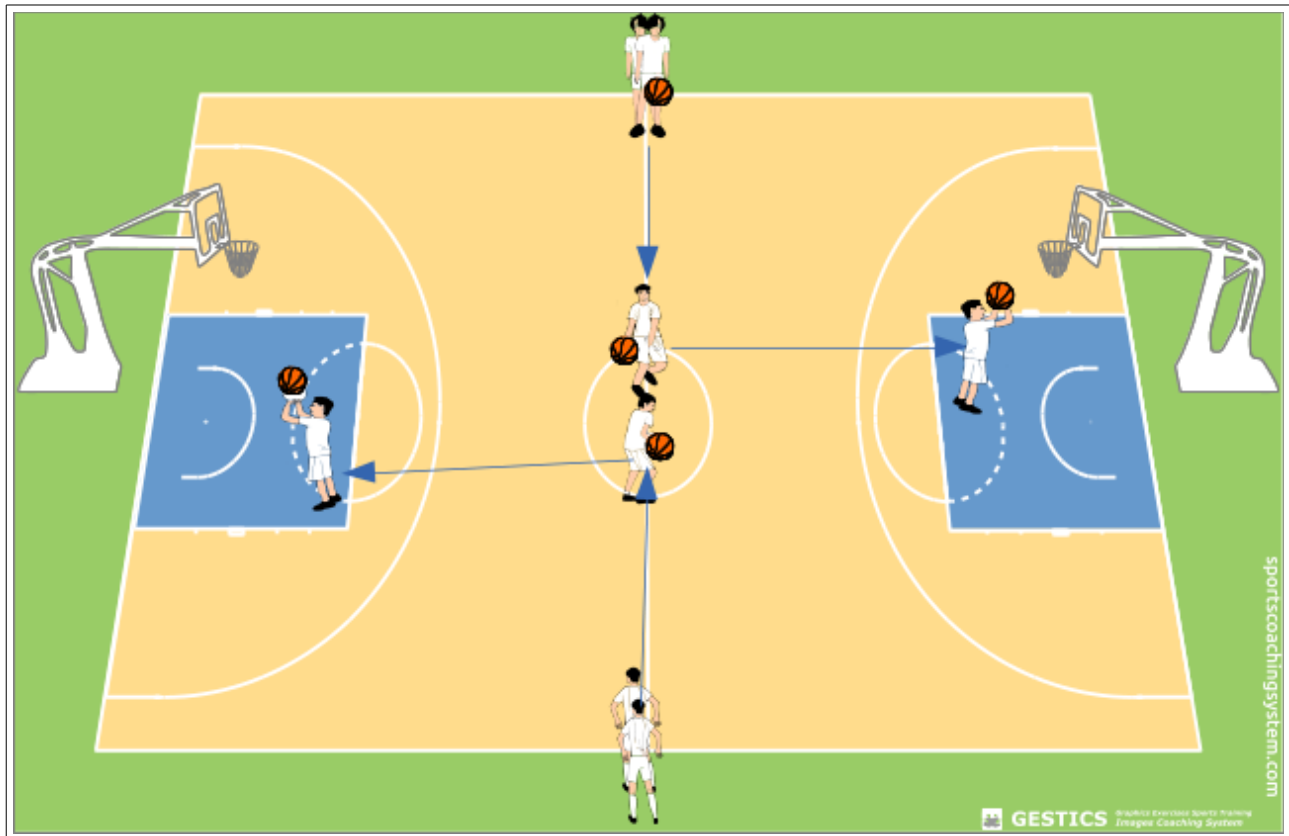 sportscoachingsystem.com
GESTICS
Graphics Exercises Sports Training
Images Coaching System